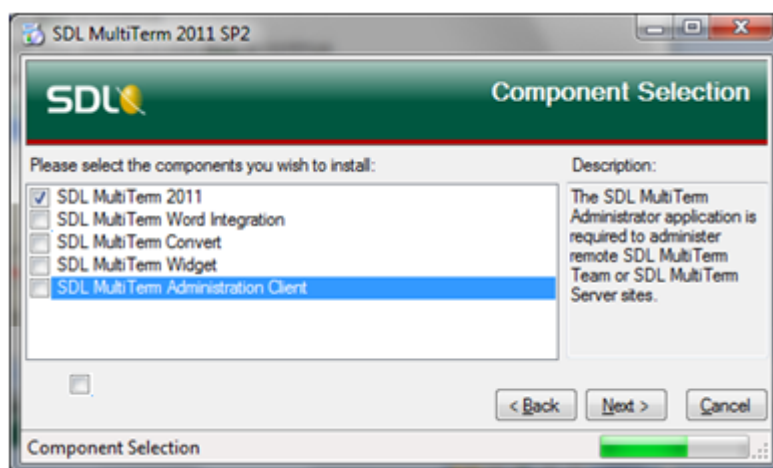 SDL MultiTerm 2011 SP2
SDL
Component Selection
Please select the components you wish to install:
Description:
SDL MultiTerm 2011
SDL MultiTerm Word Integration
SDL MultiTerm Convert
SDL MultiTerm Widget
SDL MultiTerm Administration Client
The SDL MultiTerm
Administrator application is
required to administer
remote SDL MultiTerm
Team or SDL MultiTerm
Server sites.
< Back
Next >
Cancel
Component Selection